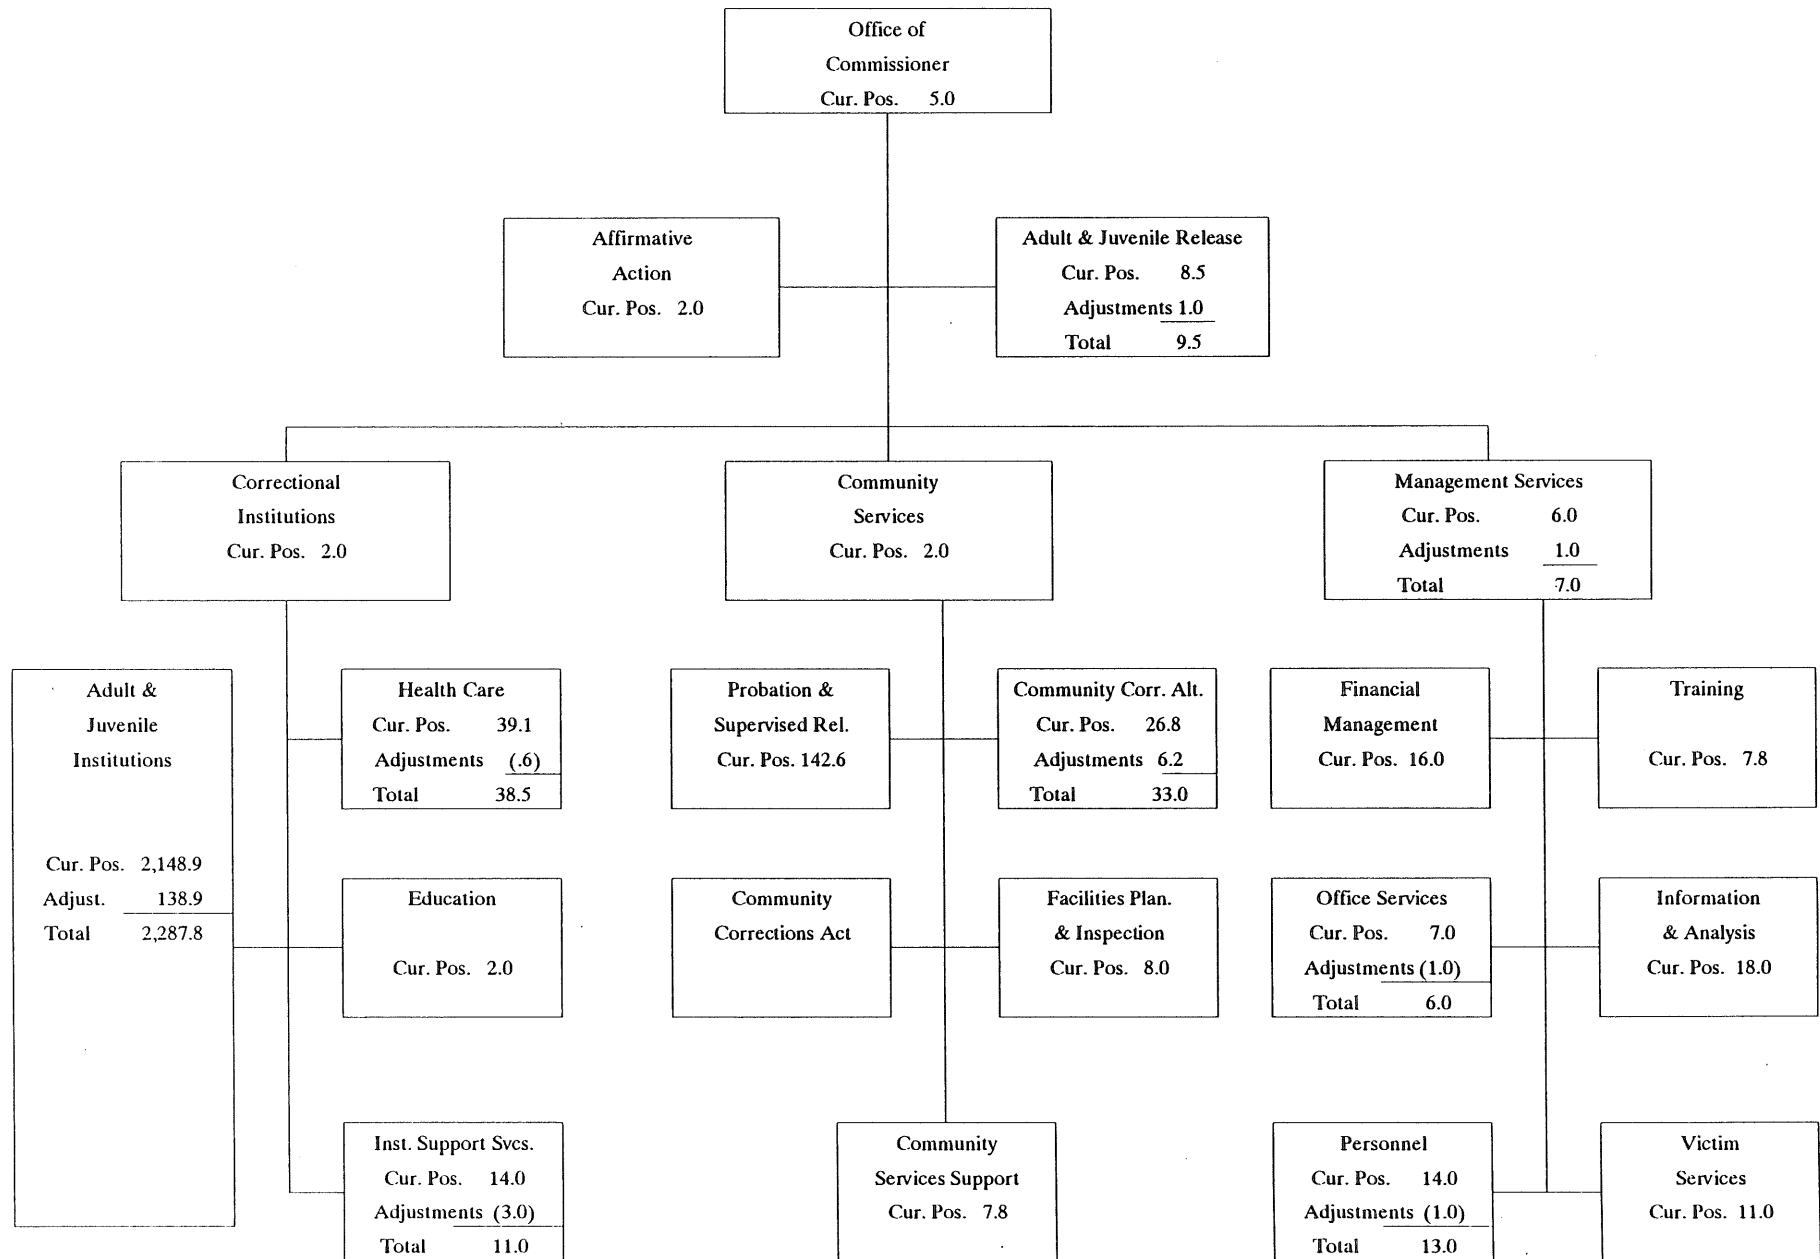 Office of
Commissioner
Cur. Pos. 5.0
Affirmative
Action
Cur. Pos. 2.0
Adult & Juvenile Release
Cur. Pos. 8.5
Adjustments 1.0
Total 9.5
Correctional
Institutions
Cur. Pos. 2.0
Community
Services
Cur. Pos. 2.0
Management Services
Cur. Pos. 6.0
Adjustments 1.0
Total 7.0
Adult &
Juvenile
Institutions
Cur. Pos. 2,148.9
Adjust. 138.9
Total 2,287.8
Health Care
Cur. Pos. 39.1
Adjustments (.6)
Total 38.5
Education
Cur. Pos. 2.0
Inst. Support Svcs.
Cur. Pos. 14.0
Adjustments (3.0)
Total 11.0
Probation &
Supervised Rel.
Cur. Pos. 142.6
Community Corr. Alt.
Cur. Pos. 26.8
Adjustments 6.2
Total 33.0
Community
Corrections Act
Facilities Plan.
& Inspection
Cur. Pos. 8.0
Community
Services Support
Cur. Pos. 7.8
Financial
Management
Cur. Pos. 16.0
Training
Cur. Pos. 7.8
Office Services
Cur. Pos. 7.0
Adjustments (1.0)
Total 6.0
Information
& Analysis
Cur. Pos. 18.0
Personnel
Cur. Pos. 14.0
Adjustments (1.0)
Total 13.0
Victim
Services
Cur. Pos. 11.0